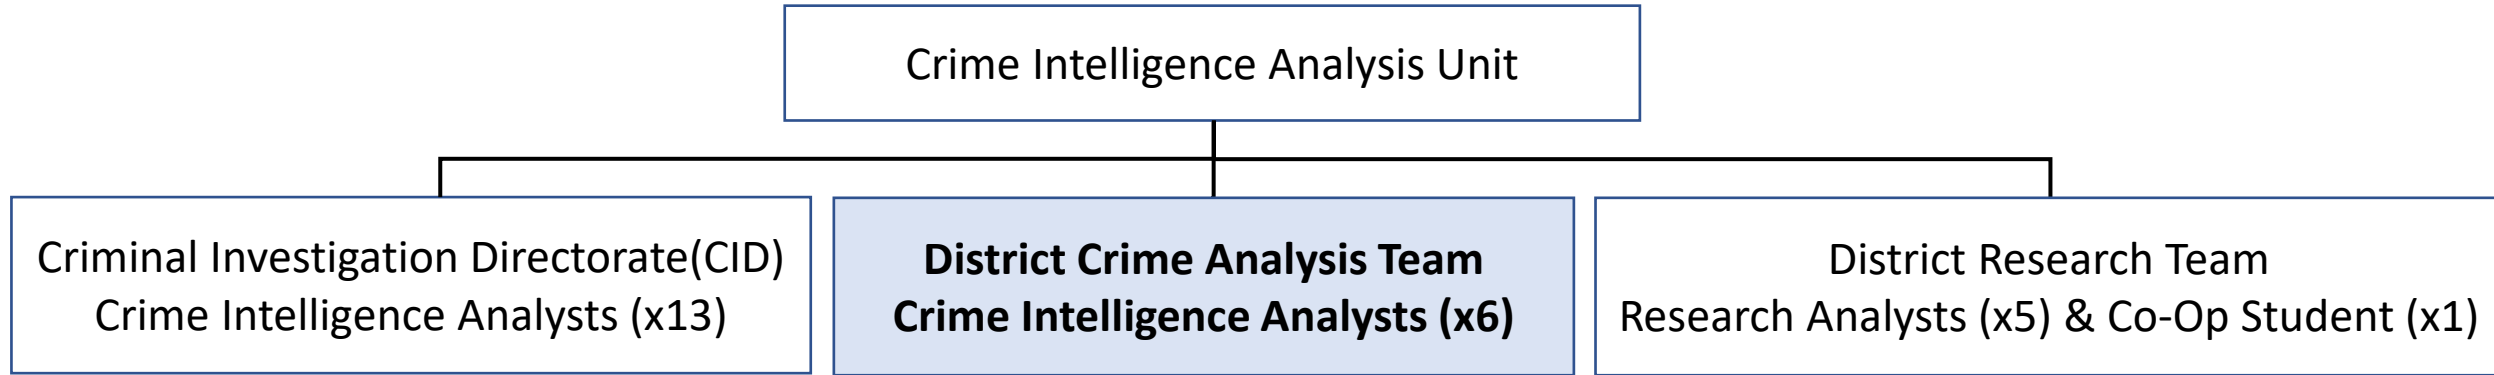 Crime Intelligence Analysis Unit
Criminal Investigation Directorate(CID)
Crime Intelligence Analysts (x13)
District Crime Analysis Team
Crime Intelligence Analysts (x6)
District Research Team
Research Analysts (x5) & Co-Op Student (x1)